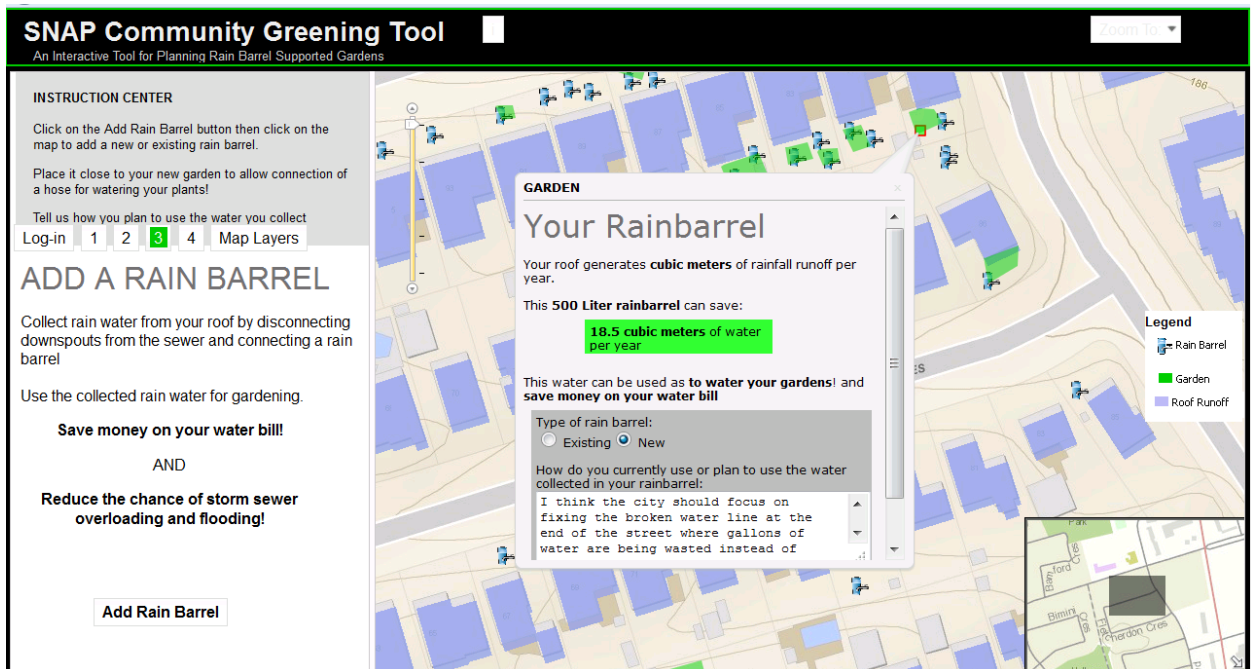 SNAP Community Greening Tool
An Interactive Tool for Planning Rain Barrel Supported Gardens
Zoom To
INSTRUCTION CENTER
Click on the Add Rain Barrel button then click on the
map to add a new or existing rain barrel.
Place it close to your new garden to allow connection of
a hose for watering your plants!
Tell us how you plan to use the water you collect
Log-in 1 2 3 4 Map Layers
ADD A RAIN BARREL
Collect rain water from your roof by disconnecting
downspouts from the sewer and connecting a rain
barrel
Use the collected rain water for gardening.
Save money on your water bill!
AND
Reduce the chance of storm sewer
overloading and flooding!
Add Rain Barrel
186
GARDEN
Your Rainbarrel
Your roof generates cubic meters of rainfall runoff per
year.
This 500 Liter rainbarrel can save:
18.5 cubic meters of water
per year
This water can be used as to water your gardens! and
save money on your water bill
Type of rain barrel:
Existing New
How do you currently use or plan to use the water
collected in your rainbarrel:
I think the city should focus on
fixing the broken water line at the
end of the street where gallons of
water are being wasted instead of
ES
Legend
Rain Barrel
Garden
Roof Runoff
Park
Bimini Cres